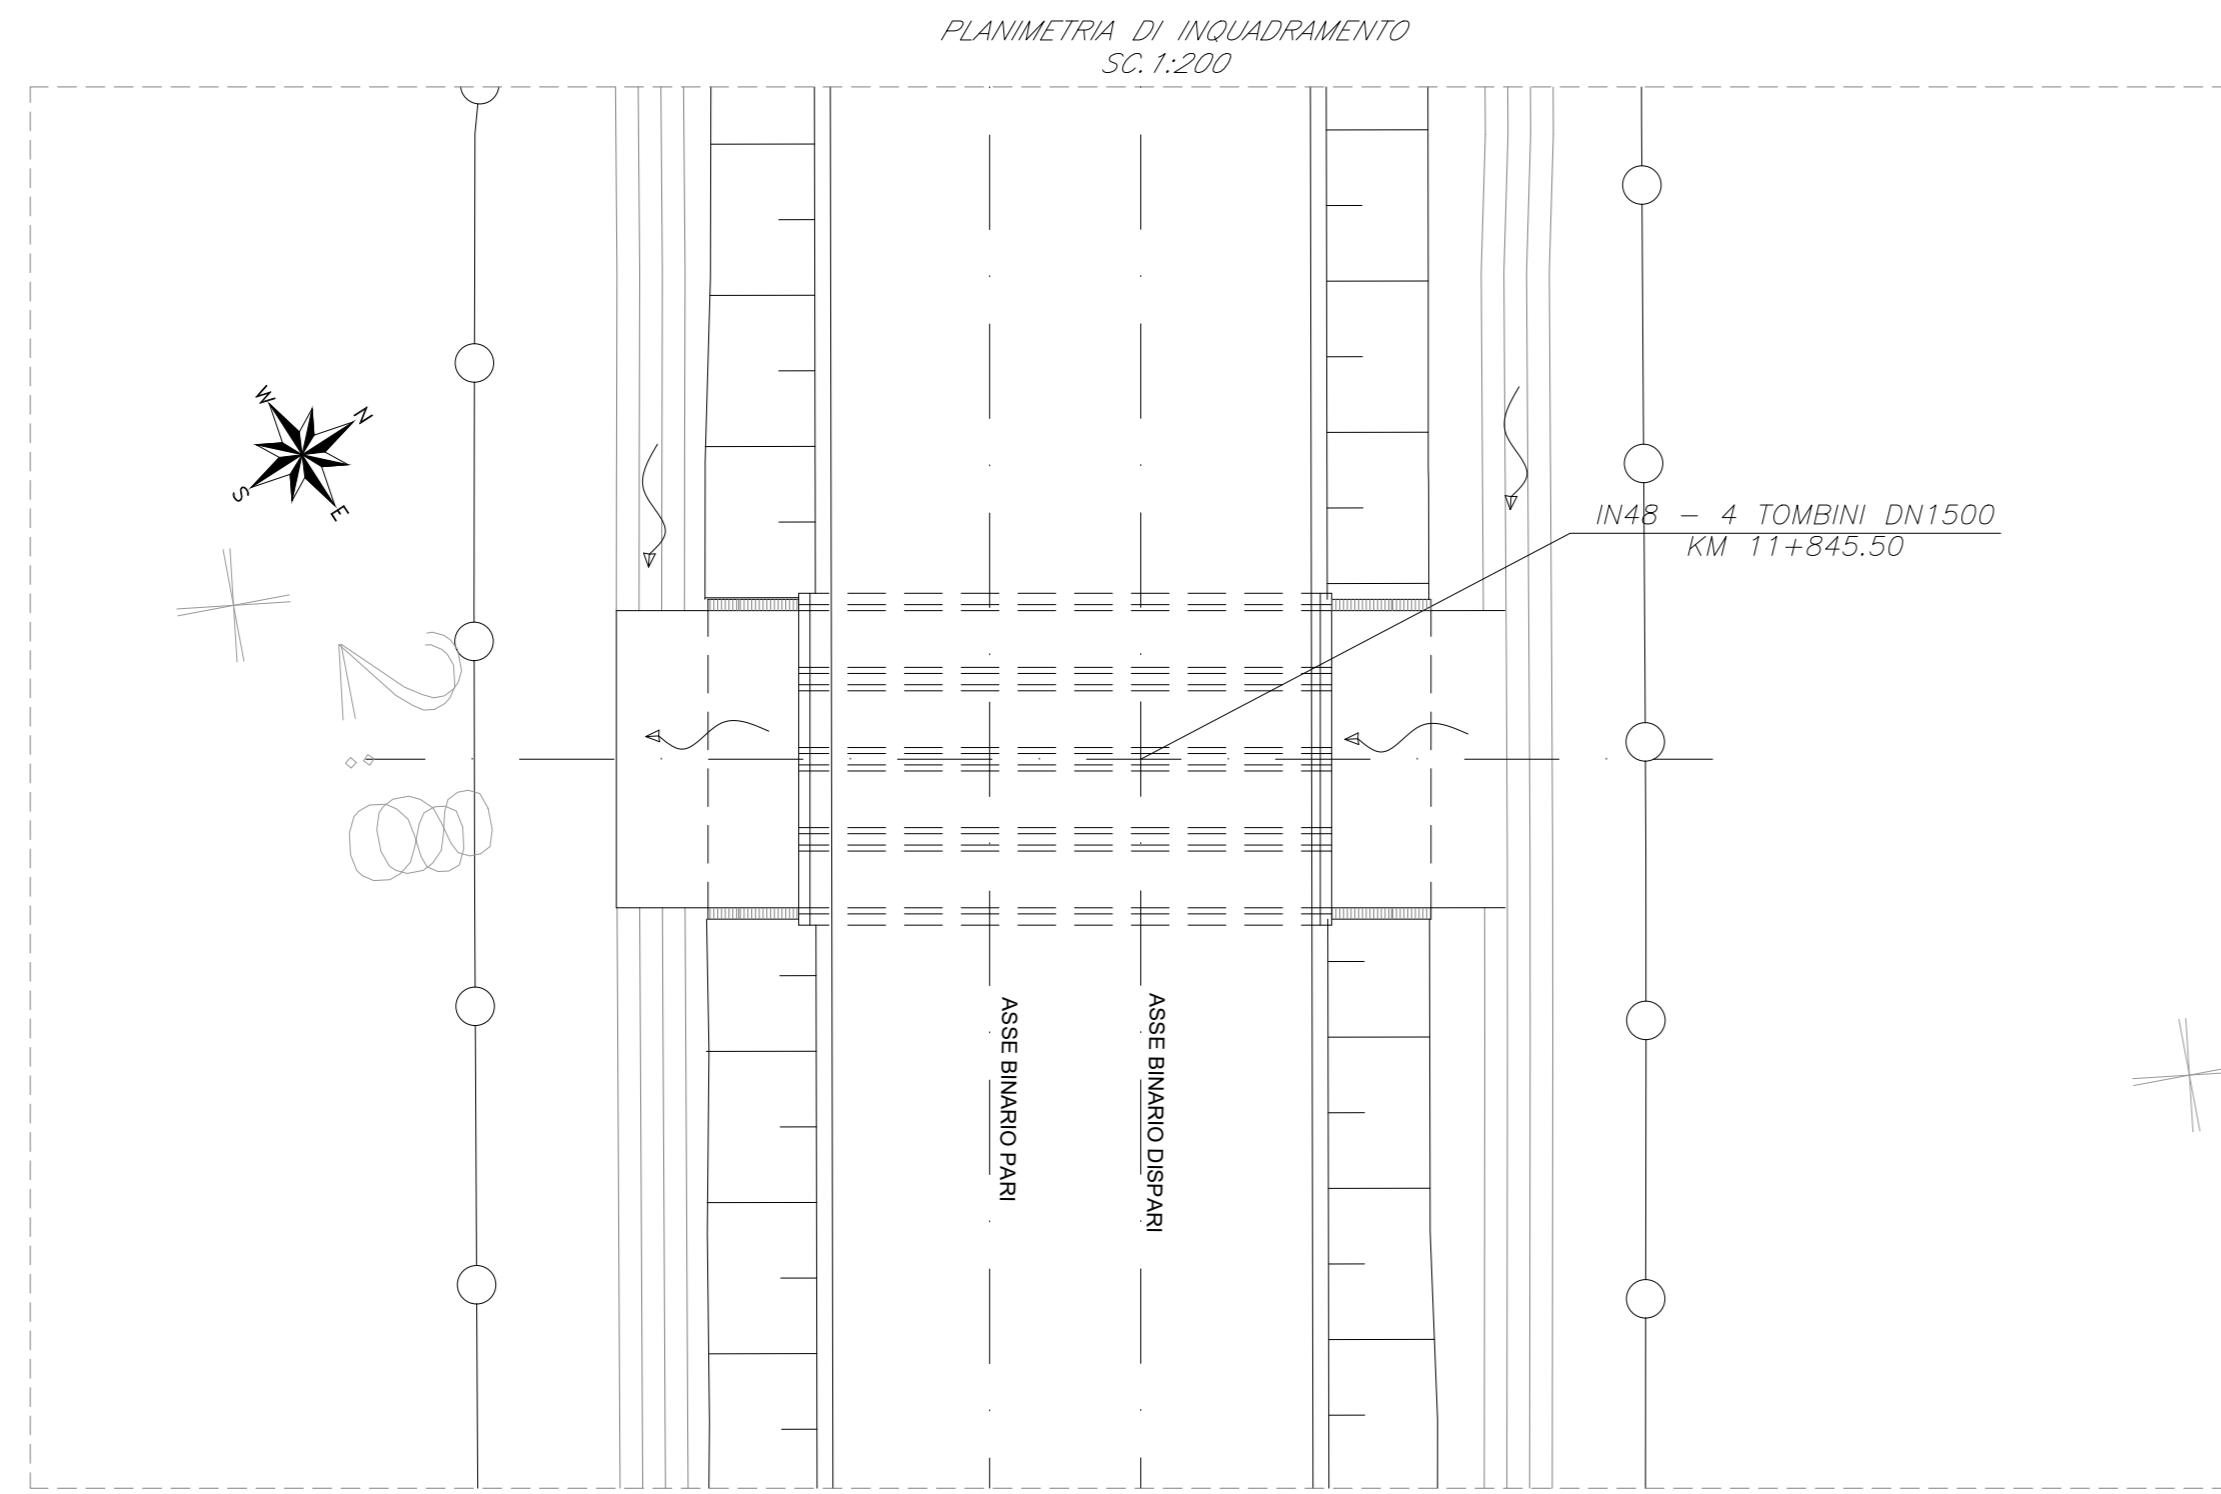 PLANIMETRIA DI INQUADRAMENTO
SC.1:200
W
N
S
E
IN48 - 4 TOMBINI DN1500
KM 11+845.50
ASSE BINARIO PARI
ASSE BINARIO DISPARI